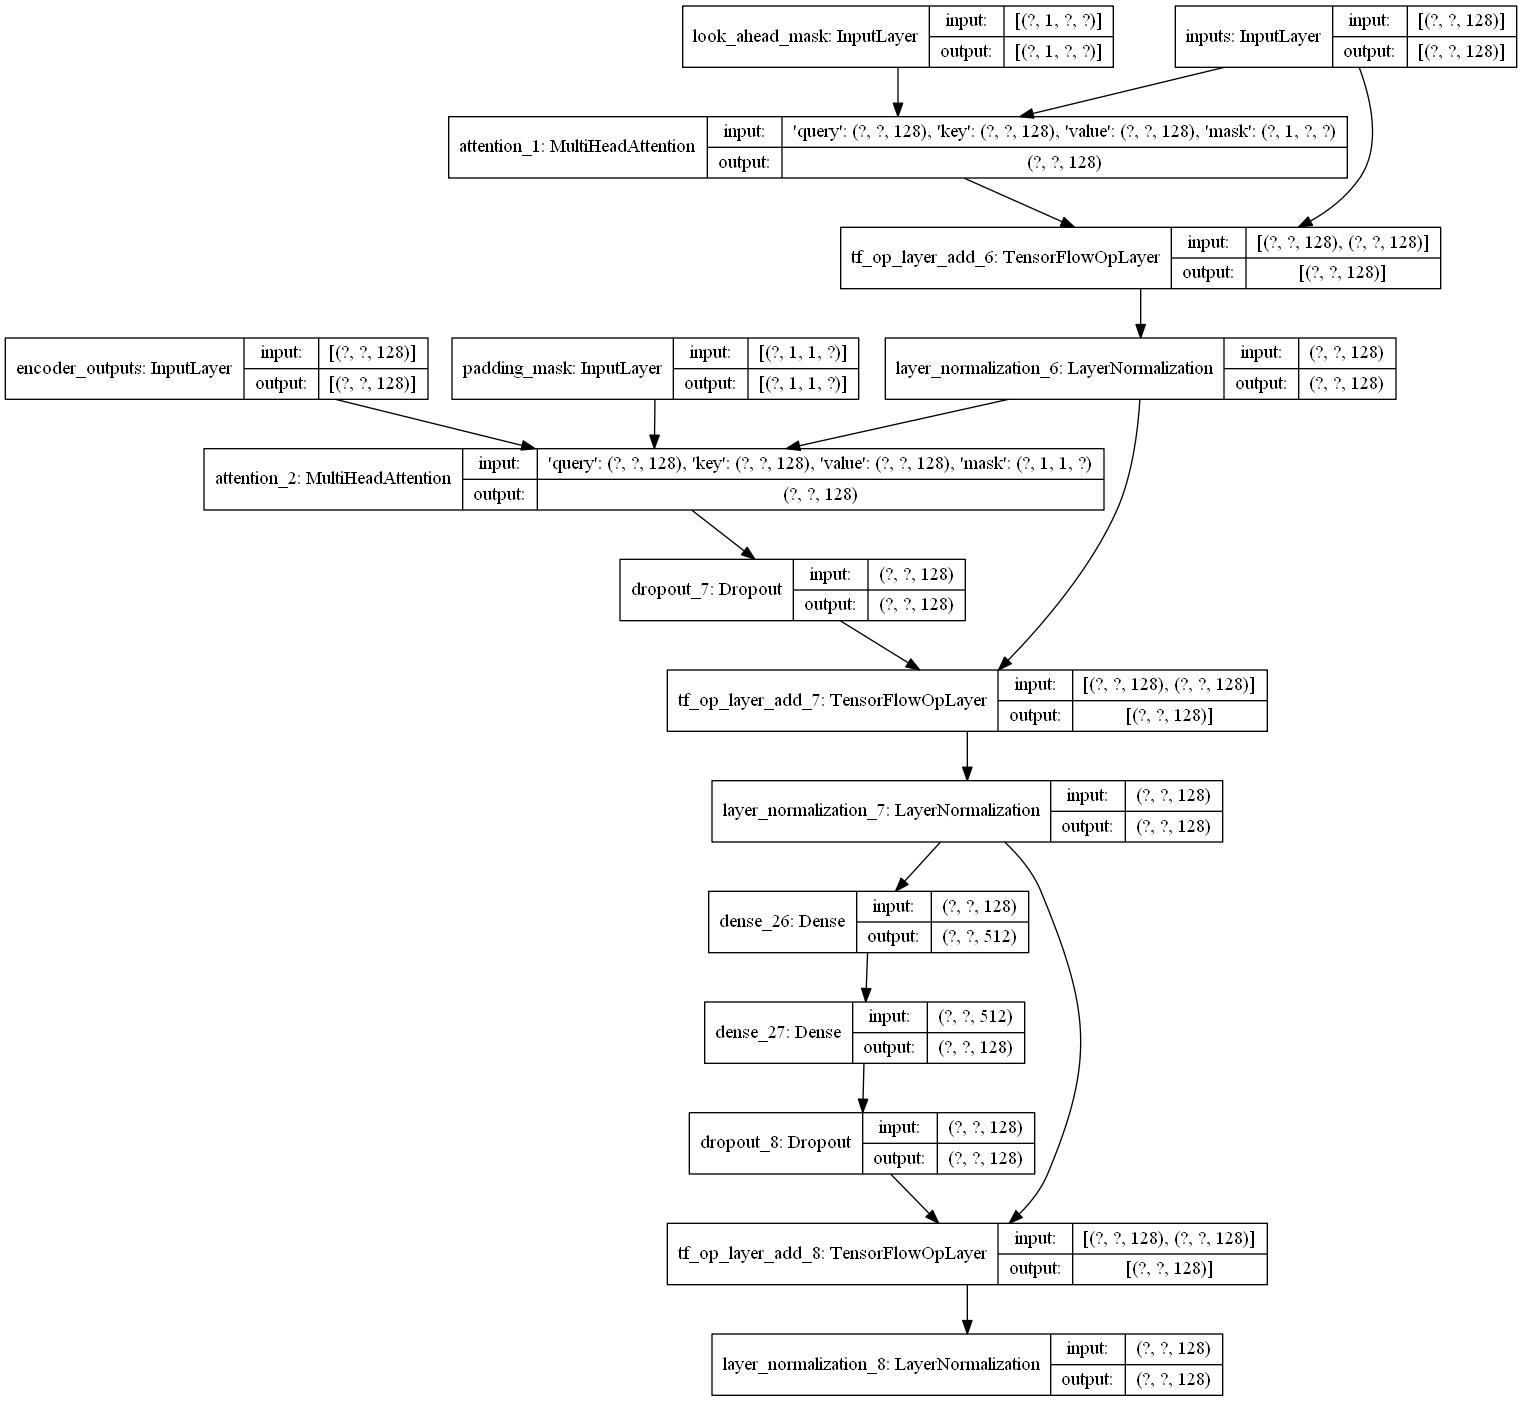 look_ahead_mask: InputLayer
input: [(?, 1, ?, ?)]
output: [(?, 1, ?, ?)]
inputs: InputLayer
input: [(?, ?, 128)]
output: [(?, ?, 128)]
attention_1: MultiHeadAttention
input: 'query': (?, ?, 128), 'key': (?, ?, 128), 'value': (?, ?, 128), 'mask': (?, 1, ?, ?)
output: (?, ?, 128)
tf_op_layer_add_6: TensorFlowOpLayer
input: [(?, ?, 128), (?, ?, 128)]
output: [(?, ?, 128)]
encoder_outputs: InputLayer
input: [(?, ?, 128)]
output: [(?, ?, 128)]
padding_mask: InputLayer
input: [(?, 1, 1, ?)]
output: [(?, 1, 1, ?)]
layer_normalization_6: LayerNormalization
input: (?, ?, 128)
output: (?, ?, 128)
attention_2: MultiHeadAttention
input: 'query': (?, ?, 128), 'key': (?, ?, 128), 'value': (?, ?, 128), 'mask': (?, 1, 1, ?)
output: (?, ?, 128)
dropout_7: Dropout
input: (?, ?, 128)
output: (?, ?, 128)
tf_op_layer_add_7: TensorFlowOpLayer
input: [(?, ?, 128), (?, ?, 128)]
output: [(?, ?, 128)]
layer_normalization_7: LayerNormalization
input: (?, ?, 128)
output: (?, ?, 128)
dense_26: Dense
input: (?, ?, 128)
output: (?, ?, 512)
dense_27: Dense
input: (?, ?, 512)
output: (?, ?, 128)
dropout_8: Dropout
input: (?, ?, 128)
output: (?, ?, 128)
tf_op_layer_add_8: TensorFlowOpLayer
input: [(?, ?, 128), (?, ?, 128)]
output: [(?, ?, 128)]
layer_normalization_8: LayerNormalization
input: (?, ?, 128)
output: (?, ?, 128)